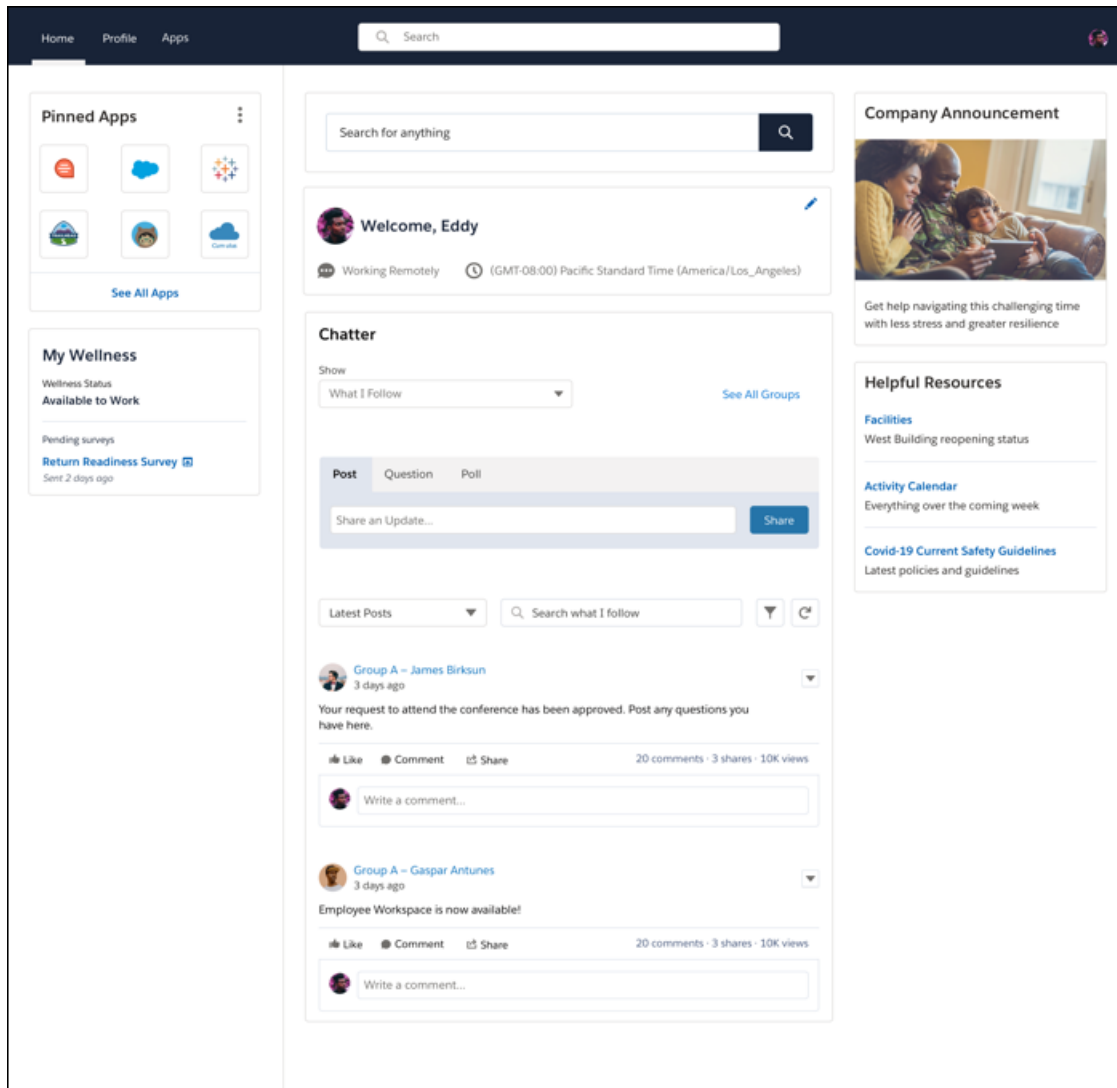 Home Profile Apps
Search
Pinned Apps
See All Apps
My Wellness
Wellness Status
Available to Work
Pending surveys
Return Readiness Survey
Sent 2 days ago
Search for anything
Welcome, Eddy
Working Remotely (GMT-08:00) Pacific Standard Time (America/Los_Angeles)
Chatter
Show
What I Follow
See All Groups
Post Question Poll
Share an Update...
Share
Latest Posts
Search what I follow
Group A – James Birksun
3 days ago
Your request to attend the conference has been approved. Post any questions you
have here.
Like Comment Share 20 comments · 3 shares · 10K views
Write a comment...
Group A – Gaspar Antunes
3 days ago
Employee Workspace is now available!
Like Comment Share 20 comments · 3 shares · 10K views
Write a comment...
Company Announcement
Get help navigating this challenging time
with less stress and greater resilience
Helpful Resources
Facilities
West Building reopening status
Activity Calendar
Everything over the coming week
Covid-19 Current Safety Guidelines
Latest policies and guidelines